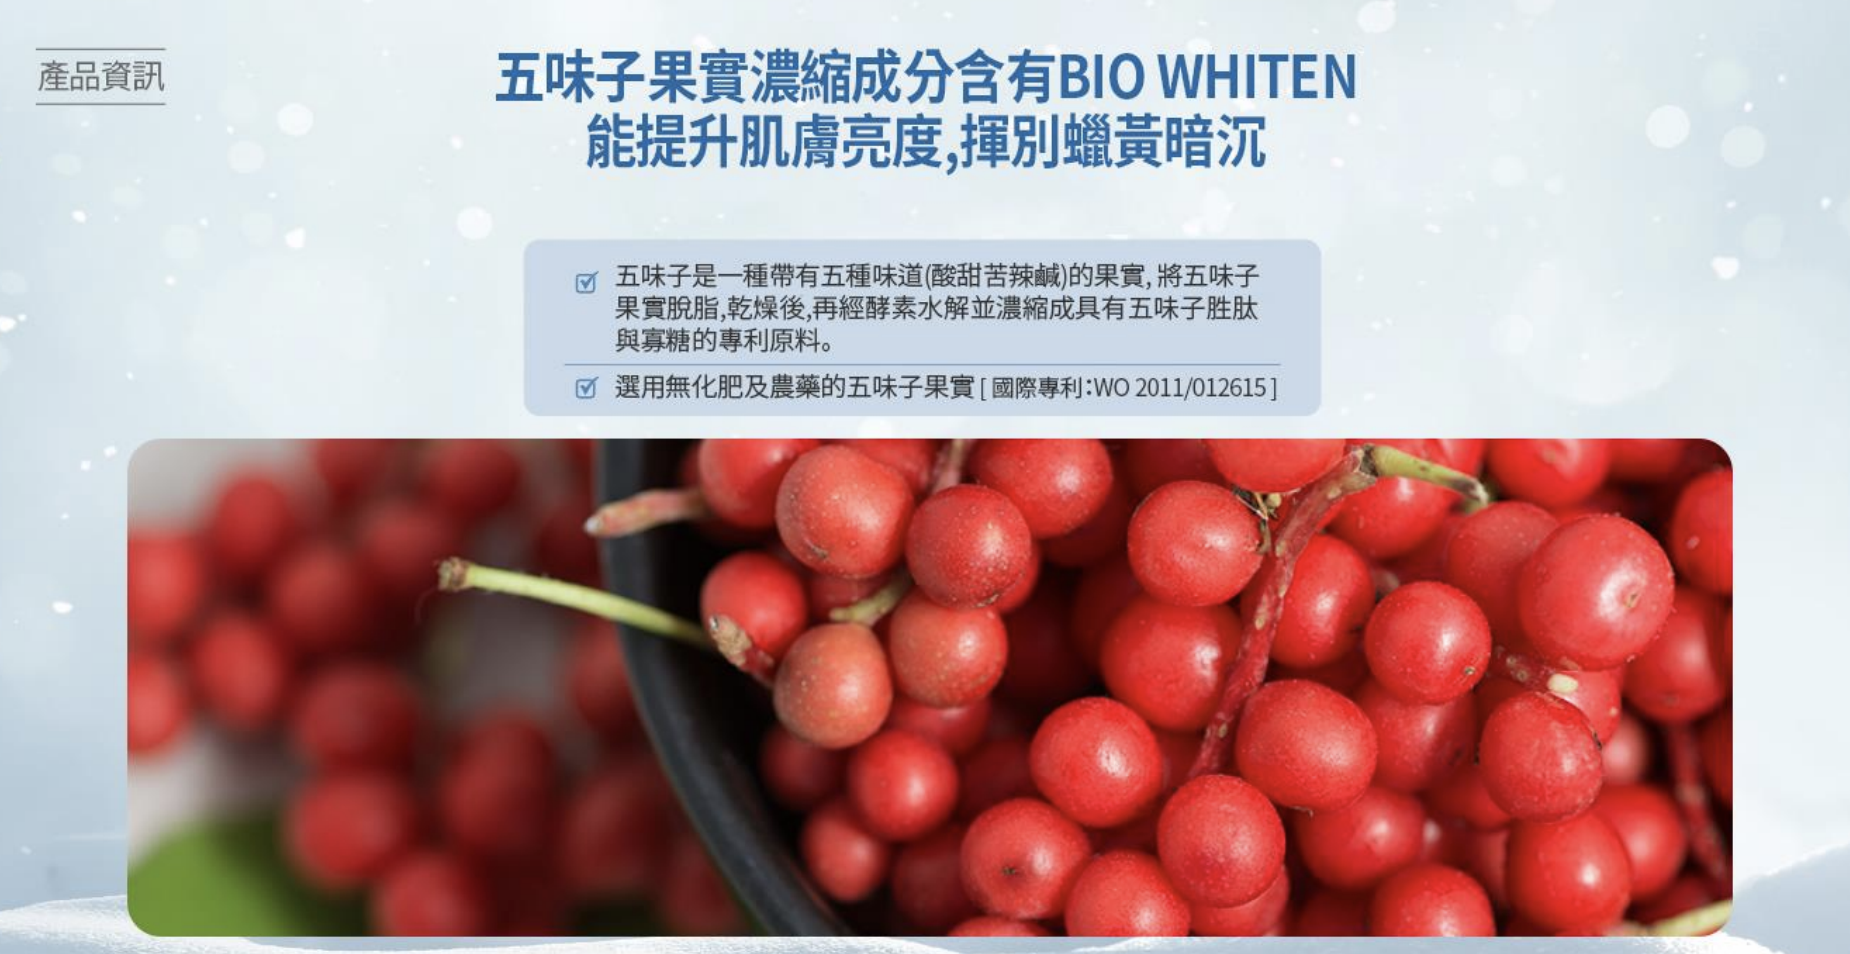 產品資訊
五味子果實濃縮成分含有BIO WHITEN
能提升肌膚亮度,揮別蠟黃暗沉
五味子是一種帶有五種味道(酸甜苦辣鹹)的果實, 將五味子
果實脫脂,乾燥後,再經酵素水解並濃縮成具有五味子胜肽
與寡糖的專利原料。
選用無化肥及農藥的五味子果實 [ 國際專利:WO 2011/012615 ]